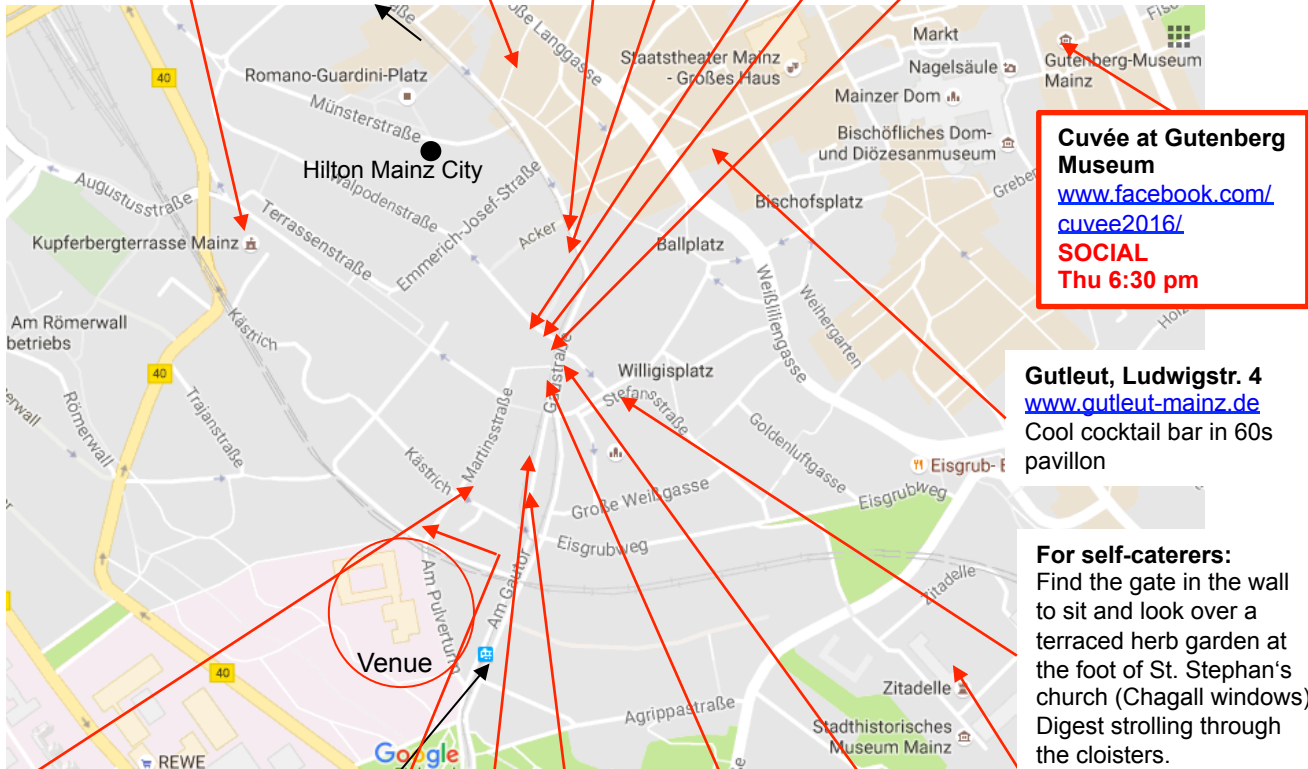 Große Langgasse
Markt
Staatstheater Mainz
- Großes Haus
Nagelsäule
Gutenberg-Museum
Mainz
40
Romano-Guardini-Platz
Mainzer Dom
Münsterstraße
Bischöfliches Dom-
und Diözesanmuseum
Hilton Mainz City
Cuvée at Gutenberg
Museum
www.facebook.com/
cuvee2016/
SOCIAL
Thu 6:30 pm
Augustusstraße
Walpodenstraße
Emmerich-Josef-Straße
Bischofsplatz
Terrassenstraße
Acker
Ballplatz
Kupferbergterrasse Mainz
Weißliliengasse
Weihergarten
Am Römerwall
betriebs
Kästrich
Gaustraße
Willigisplatz
Stefansstraße
40
Römerwall
Trajanstraße
Martinsstraße
Goldenluftgasse
Gutleut, Ludwigstr. 4
www.gutleut-mainz.de
Cool cocktail bar in 60s
pavillon
Kästrich
Eisgrub-
Große Weißgasse
Eisgrubweg
Eisgrubweg
Am Pulverturm
Am Gautor
Zitadelle
For self-caterers:
Find the gate in the wall
to sit and look over a
terraced herb garden at
the foot of St. Stephan‘s
church (Chagall windows)
Digest strolling through
the cloisters.
Venue
40
Zitadelle
Agrippastraße
Stadthistorisches
Museum Mainz
Google
REWE